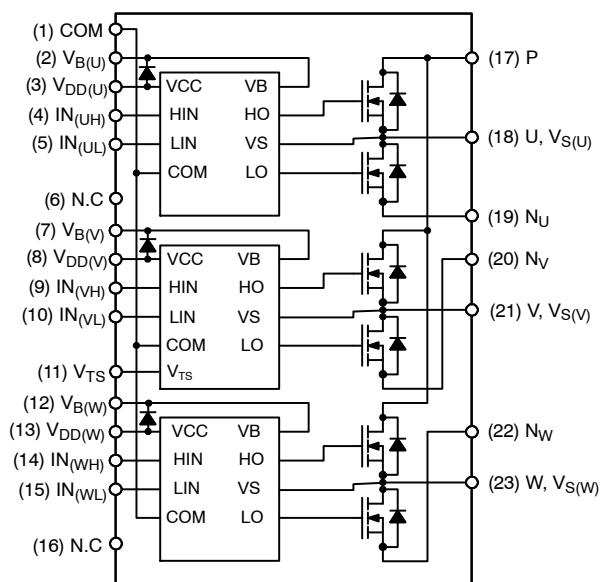 (1) COM
(2) VB(U)
(3) VDD(U)
(4) IN(UH)
(5) IN(UL)
(6) N.C
(7) VB(V)
(8) VDD(V)
(9) IN(VH)
(10) IN(VL)
(11) VTS
(12) VB(W)
(13) VDD(W)
(14) IN(WH)
(15) IN(WL)
(16) N.C
VCC VB
HIN HO
LIN VS
COM LO
VCC VB
HIN HO
LIN VS
COM LO
VTS
VCC VB
HIN HO
LIN VS
COM LO
(17) P
(18) U, VS(U)
(19) NU
(20) NV
(21) V, VS(V)
(22) NW
(23) W, VS(W)